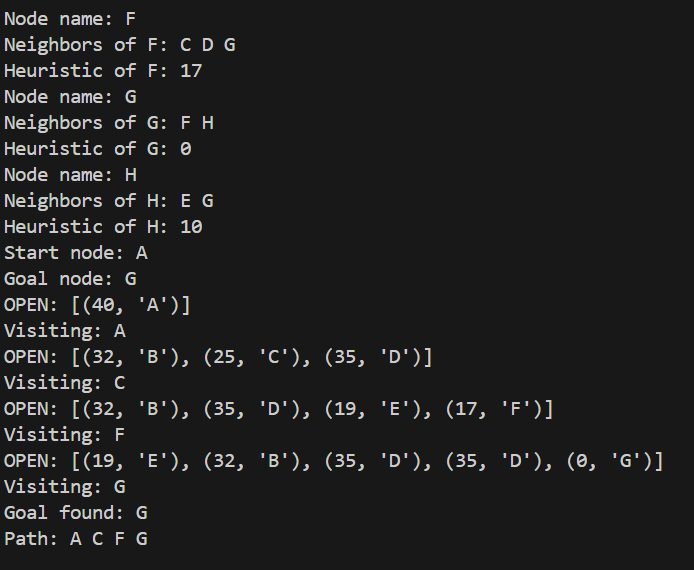 Node name: F
Neighbors of F: C D G
Heuristic of F: 17
Node name: G
Neighbors of G: F H
Heuristic of G: 0
Node name: H
Neighbors of H: E G
Heuristic of H: 10
Start node: A
Goal node: G
OPEN: [(40, 'A')]
Visiting: A
OPEN: [(32, 'B'), (25, 'C'), (35, 'D')]
Visiting: C
OPEN: [(32, 'B'), (35, 'D'), (19, 'E'), (17, 'F')]
Visiting: F
OPEN: [(19, 'E'), (32, 'B'), (35, 'D'), (35, 'D'), (0, 'G')]
Visiting: G
Goal found: G
Path: A C F G